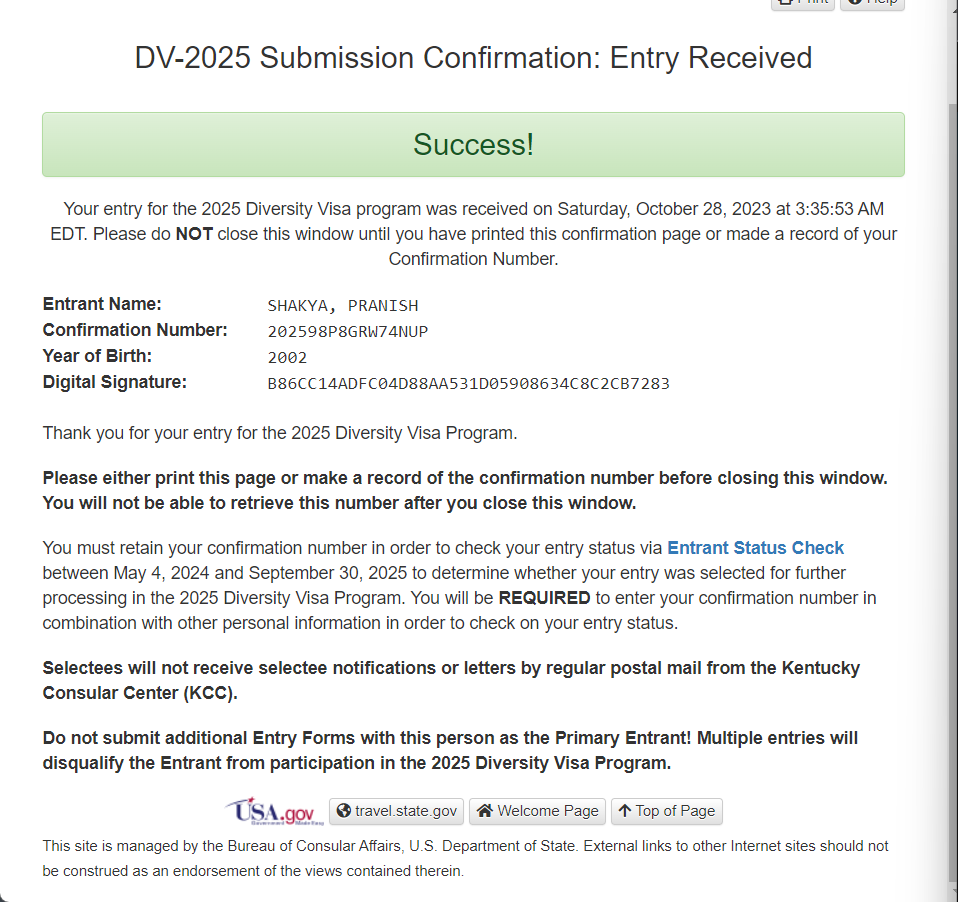 Print Help
DV-2025 Submission Confirmation: Entry Received
Success!
Your entry for the 2025 Diversity Visa program was received on Saturday, October 28, 2023 at 3:35:53 AM
EDT. Please do NOT close this window until you have printed this confirmation page or made a record of your
Confirmation Number.
Entrant Name: SHAKYA, PRANISH
Confirmation Number: 202598P8GRW74NUP
Year of Birth: 2002
Digital Signature: B86CC14ADFC04D88AA531D05908634C8C2CB7283
Thank you for your entry for the 2025 Diversity Visa Program.
Please either print this page or make a record of the confirmation number before closing this window.
You will not be able to retrieve this number after you close this window.
You must retain your confirmation number in order to check your entry status via Entrant Status Check
between May 4, 2024 and September 30, 2025 to determine whether your entry was selected for further
processing in the 2025 Diversity Visa Program. You will be REQUIRED to enter your confirmation number in
combination with other personal information in order to check on your entry status.
Selectees will not receive selectee notifications or letters by regular postal mail from the Kentucky
Consular Center (KCC).
Do not submit additional Entry Forms with this person as the Primary Entrant! Multiple entries will
disqualify the Entrant from participation in the 2025 Diversity Visa Program.
USA.gov travel.state.gov Welcome Page Top of Page
This site is managed by the Bureau of Consular Affairs, U.S. Department of State. External links to other Internet sites should not
be construed as an endorsement of the views contained therein.